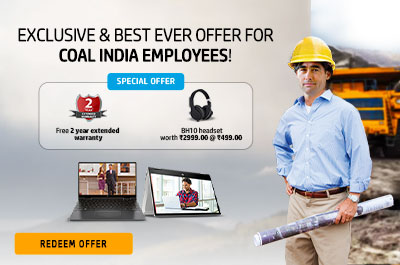 EXCLUSIVE & BEST EVER OFFER FOR
COAL INDIA EMPLOYEES!
SPECIAL OFFER
2
YEAR
Free 2 year extended
warranty
BH10 headset
worth ₹2999.00 @ ₹499.00
REDEEM OFFER